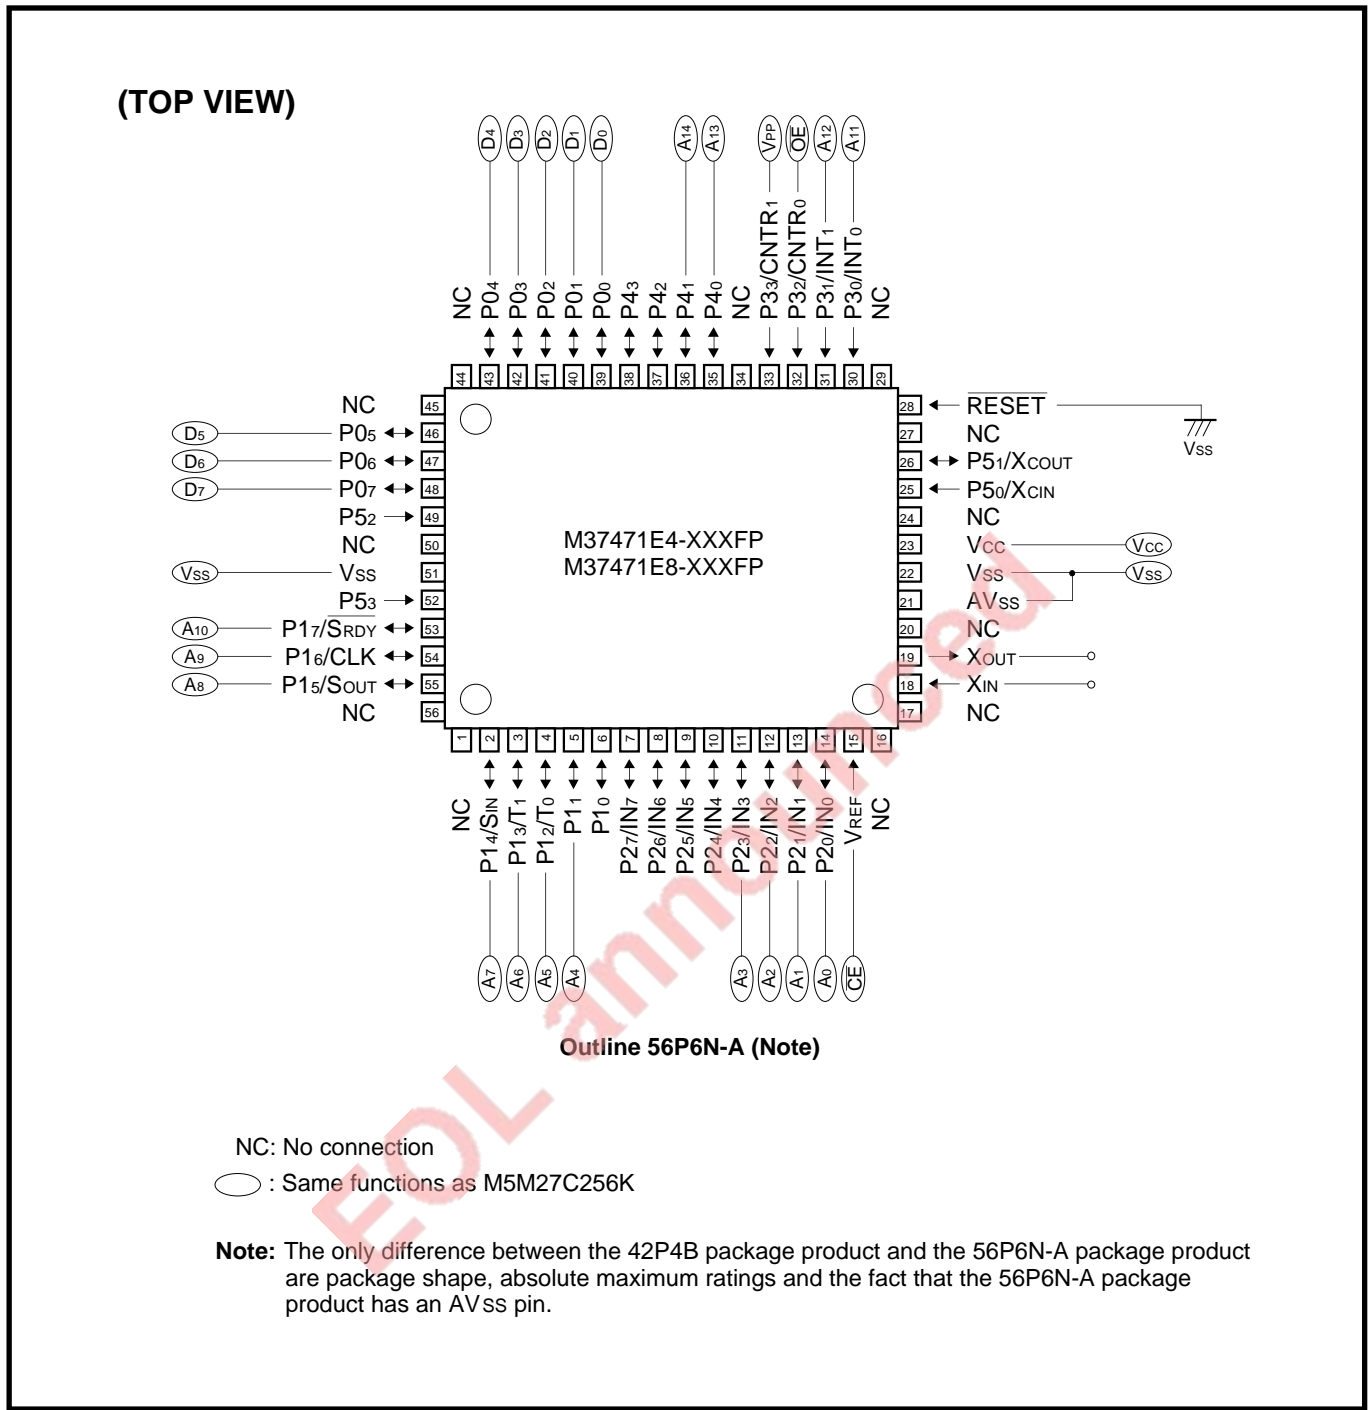 (TOP VIEW)
D4 D3 D2 D1 D0 A14 A13 VPP OE A12 A11
NC P04 P03 P02 P01 P00 P43 P42 P41 P40 NC P33/CNTR1 P32/CNTR0 P31/INT1 P30/INT0 NC
44 43 42 41 40 39 38 37 36 35 34 33 32 31 30 29
NC 45
D5 P05 46
D6 P06 47
D7 P07 48
P52 49
NC 50
VSS VSS 51
P53 52
A10 P17/SRDY 53
A9 P16/CLK 54
A8 P15/SOUT 55
NC 56
M37471E4-XXXFP
M37471E8-XXXFP
28 RESET VSS
27 NC
26 P51/XCOUT
25 P50/XCIN
24 NC
23 VCC VCC
22 VSS VSS
21 AVSS
20 NC
19 XOUT
18 XIN
17 NC
1 2 3 4 5 6 7 8 9 10 11 12 13 14 15 16
NC P14/SIN P13/T1 P12/T0 P11 P10 P27/IN7 P26/IN6 P25/IN5 P24/IN4 P23/IN3 P22/IN2 P21/IN1 P20/IN0 VREF NC
A7 A6 A5 A4 A3 A2 A1 A0 CE
Outline 56P6N-A (Note)
NC: No connection
: Same functions as M5M27C256K
Note: The only difference between the 42P4B package product and the 56P6N-A package product
are package shape, absolute maximum ratings and the fact that the 56P6N-A package
product has an AVSS pin.
EOL announced